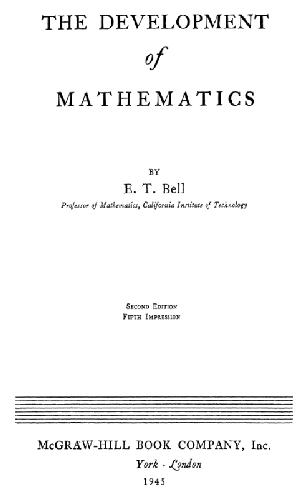 THE DEVELOPMENT
of
MATHEMATICS
BY
E. T. Bell
Professor of Mathematics, California Institute of Technology
SECOND EDITION
FIFTH IMPRESSION
McGRAW-HILL BOOK COMPANY, Inc.
York · London
1945